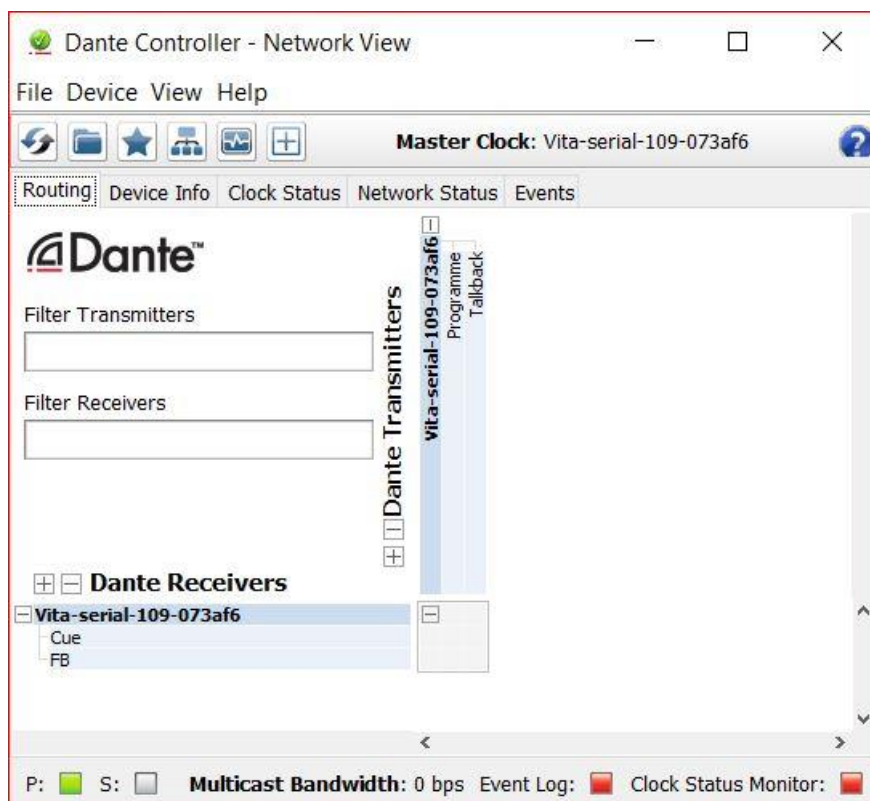 Dante Controller - Network View
File Device View Help
Master Clock: Vita-serial-109-073af6
Routing Device Info Clock Status Network Status Events
Dante™
Filter Transmitters
Filter Receivers
Dante Transmitters
Vita-serial-109-073af6
Programme
Talkback
Dante Receivers
Vita-serial-109-073af6
Cue
FB
P: S: Multicast Bandwidth: 0 bps Event Log: Clock Status Monitor: